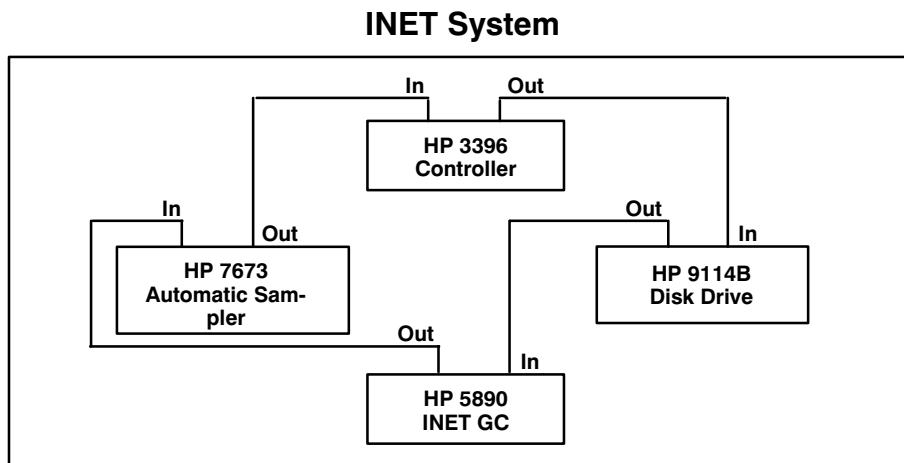 INET System
In
Out
HP 3396
Controller
In
Out
Out
In
HP 7673
Automatic Sam-
pler
HP 9114B
Disk Drive
Out
In
HP 5890
INET GC